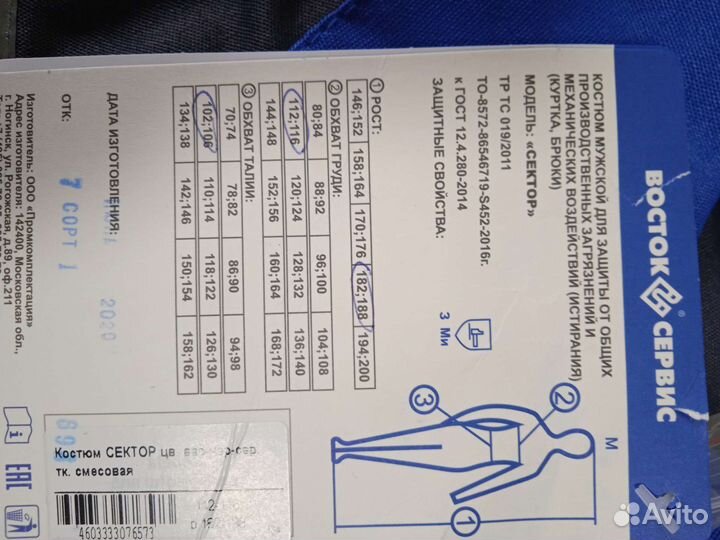 ВОСТОК СЕРВИС
КОСТЮМ МУЖСКОЙ ДЛЯ ЗАЩИТЫ ОТ ОБЩИХ
ПРОИЗВОДСТВЕННЫХ ЗАГРЯЗНЕНИЙ И
МЕХАНИЧЕСКИХ ВОЗДЕЙСТВИЙ (ИСТИРАНИЯ)
(КУРТКА, БРЮКИ)
М
МОДЕЛЬ: «СЕКТОР»
ТР ТС 019/2011
ТО-8572-86546719-S452-2016г.
к ГОСТ 12.4.280-2014
ЗАЩИТНЫЕ СВОЙСТВА:
3 Ми
① РОСТ:
146;152 158;164 170;176 182;188 194;200
② ОБХВАТ ГРУДИ:
80;84 88;92 96;100 104;108
112;116 120;124 128;132 136;140
144;148 152;156 160;164 168;172
③ ОБХВАТ ТАЛИИ:
70;74 78;82 86;90 94;98
102;106 110;114 118;122 126;130
134;138 142;146 150;154 158;162
① ② ③
ДАТА ИЗГОТОВЛЕНИЯ:
2020
ОТК:
7 СОРТ 1
Изготовитель: ООО «Промкомплектация»
Адрес изготовителя: 142400, Московская обл.,
г. Ногинск, ул. Рогожская, д.89, оф.211
EAC
Костюм СЕКТОР цв.
тк. смесовая
4603333076573
Avito